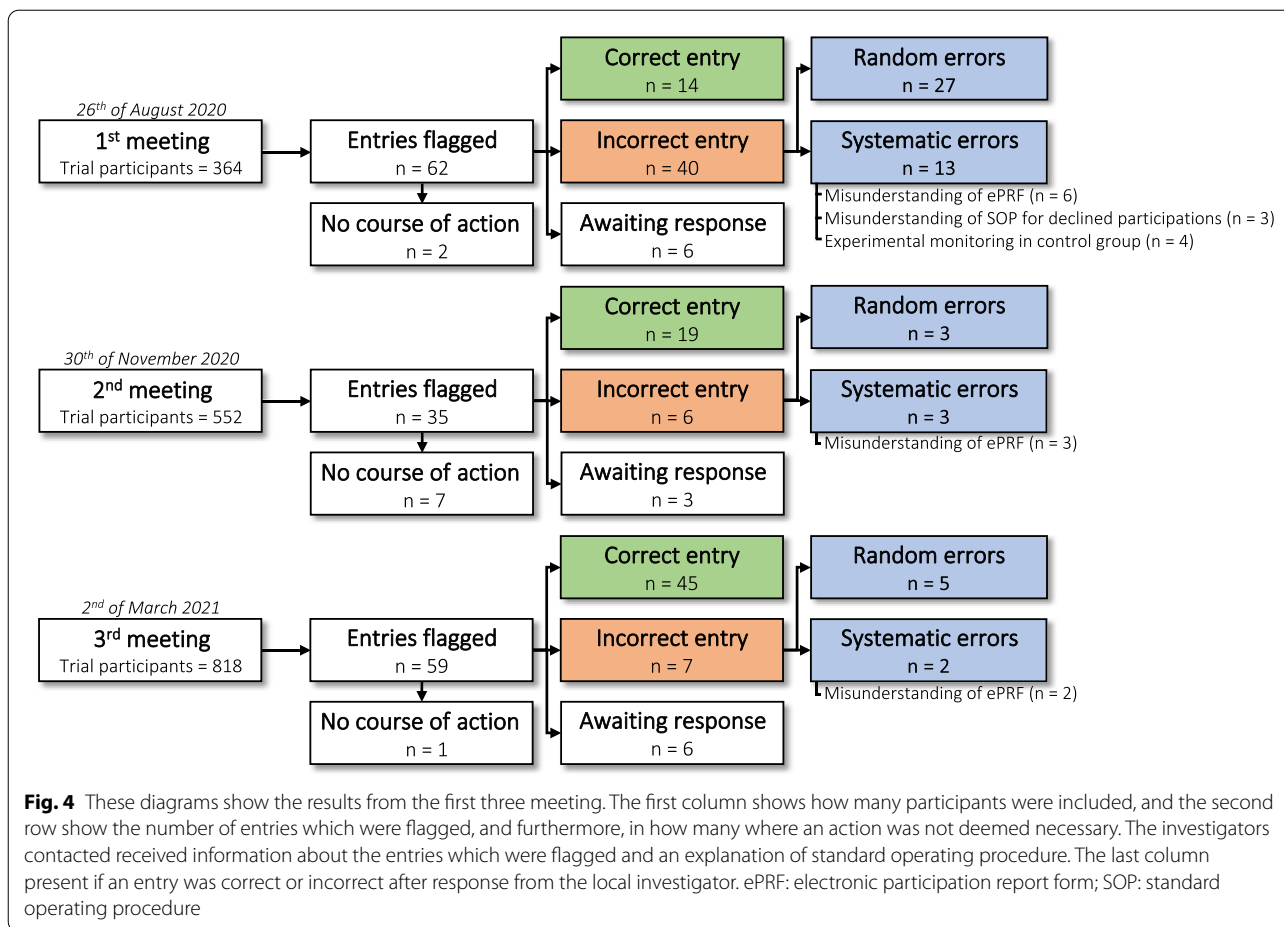 26th of August 2020
1st meeting
Trial participants = 364
Entries flagged
n = 62
No course of action
n = 2
Correct entry
n = 14
Incorrect entry
n = 40
Awaiting response
n = 6
Random errors
n = 27
Systematic errors
n = 13
Misunderstanding of ePRF (n = 6)
Misunderstanding of SOP for declined participations (n = 3)
Experimental monitoring in control group (n = 4)
30th of November 2020
2nd meeting
Trial participants = 552
Entries flagged
n = 35
No course of action
n = 7
Correct entry
n = 19
Incorrect entry
n = 6
Awaiting response
n = 3
Random errors
n = 3
Systematic errors
n = 3
Misunderstanding of ePRF (n = 3)
2nd of March 2021
3rd meeting
Trial participants = 818
Entries flagged
n = 59
No course of action
n = 1
Correct entry
n = 45
Incorrect entry
n = 7
Awaiting response
n = 6
Random errors
n = 5
Systematic errors
n = 2
Misunderstanding of ePRF (n = 2)
Fig. 4 These diagrams show the results from the first three meeting. The first column shows how many participants were included, and the second
row show the number of entries which were flagged, and furthermore, in how many where an action was not deemed necessary. The investigators
contacted received information about the entries which were flagged and an explanation of standard operating procedure. The last column
present if an entry was correct or incorrect after response from the local investigator. ePRF: electronic participation report form; SOP: standard
operating procedure